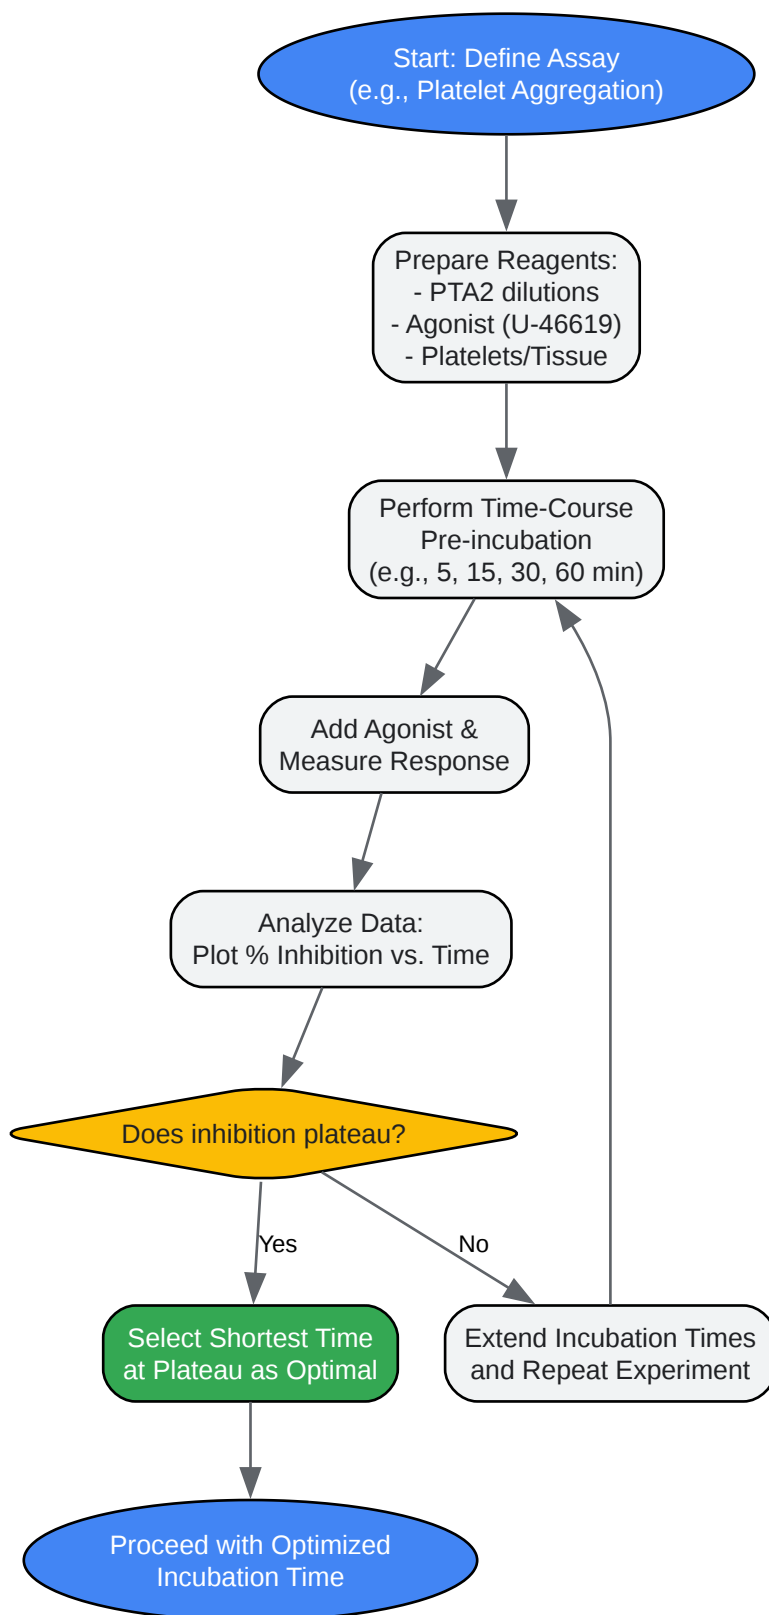 Start: Define Assay
(e.g., Platelet Aggregation)
Prepare Reagents:
- PTA2 dilutions
- Agonist (U-46619)
- Platelets/Tissue
Perform Time-Course
Pre-incubation
(e.g., 5, 15, 30, 60 min)
Add Agonist &
Measure Response
Analyze Data:
Plot % Inhibition vs. Time
Does inhibition plateau?
Yes
No
Select Shortest Time
at Plateau as Optimal
Extend Incubation Times
and Repeat Experiment
Proceed with Optimized
Incubation Time